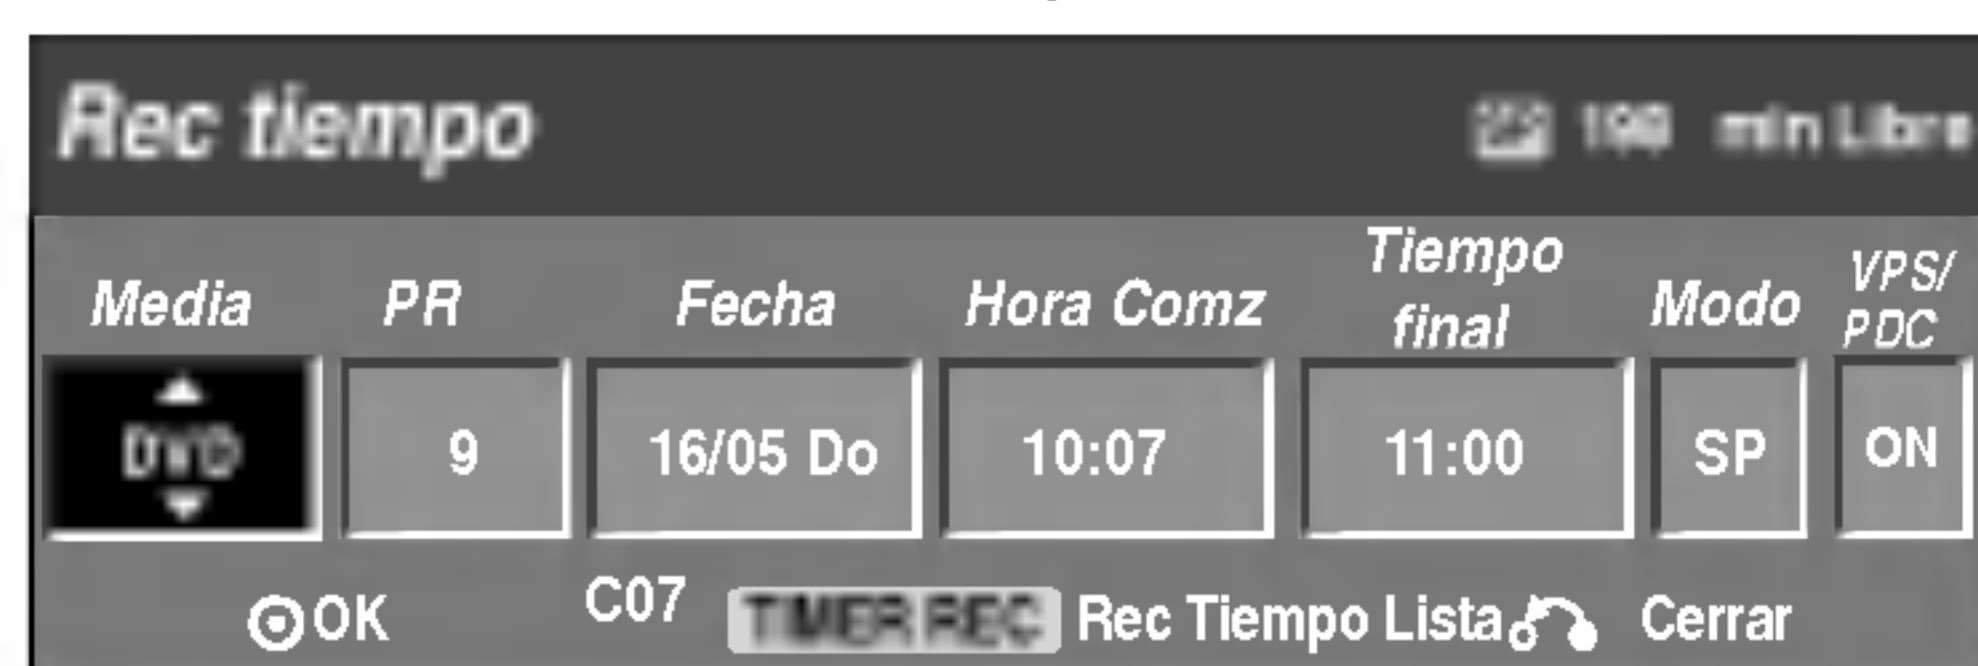 Rec tiempo min Libre
Media PR Fecha Hora Comz Tiempo final Modo VPS/ PDC
DVD 9 16/05 Do 10:07 11:00 SP ON
OK C07 TIMER REC Rec Tiempo Lista Cerrar